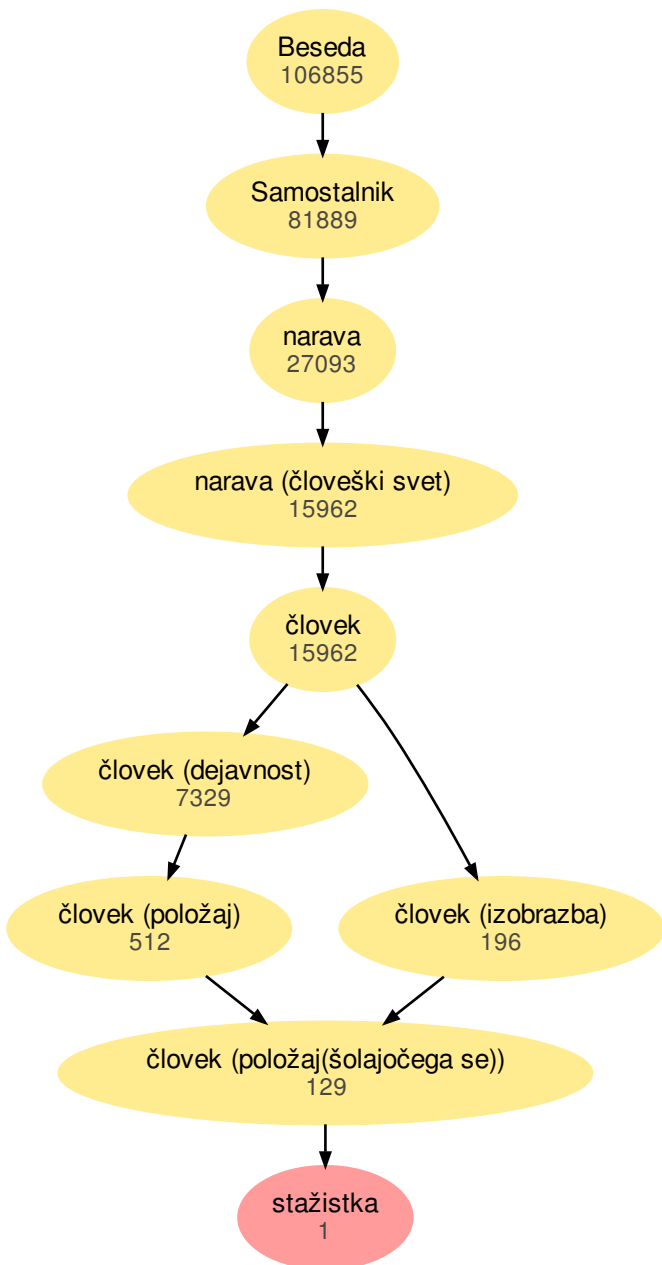 Beseda
106855
Samostalnik
81889
narava
27093
narava (človeški svet)
15962
človek
15962
človek (dejavnost)
7329
človek (položaj)
512
človek (izobrazba)
196
človek (položaj(šolajočega se))
129
stažistka
1